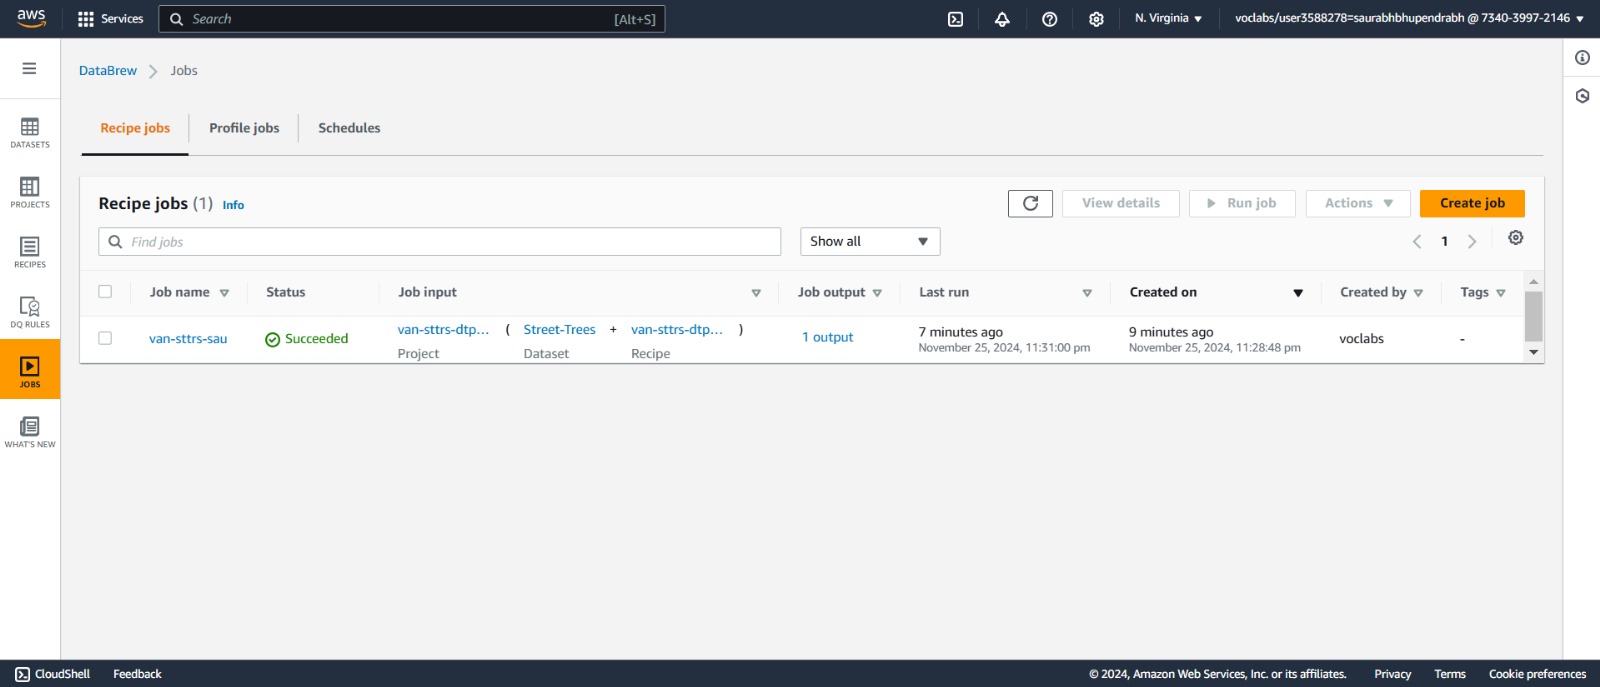 aws Services Search [Alt+S] N. Virginia voclabs/user3588278=saurabhbhupendrabh @ 7340-3997-2146
DataBrew Jobs
Recipe jobs Profile jobs Schedules
DATASETS
PROJECTS
RECIPES
DQ RULES
JOBS
WHAT'S NEW
Recipe jobs (1) Info View details Run job Actions Create job
Find jobs Show all 1
Job name Status Job input Job output Last run Created on Created by Tags
van-sttrs-sau Succeeded van-sttrs-dtp... ( Street-Trees + van-sttrs-dtp... ) 1 output 7 minutes ago 9 minutes ago voclabs -
Project Dataset Recipe November 25, 2024, 11:31:00 pm November 25, 2024, 11:28:48 pm
CloudShell Feedback © 2024, Amazon Web Services, Inc. or its affiliates. Privacy Terms Cookie preferences